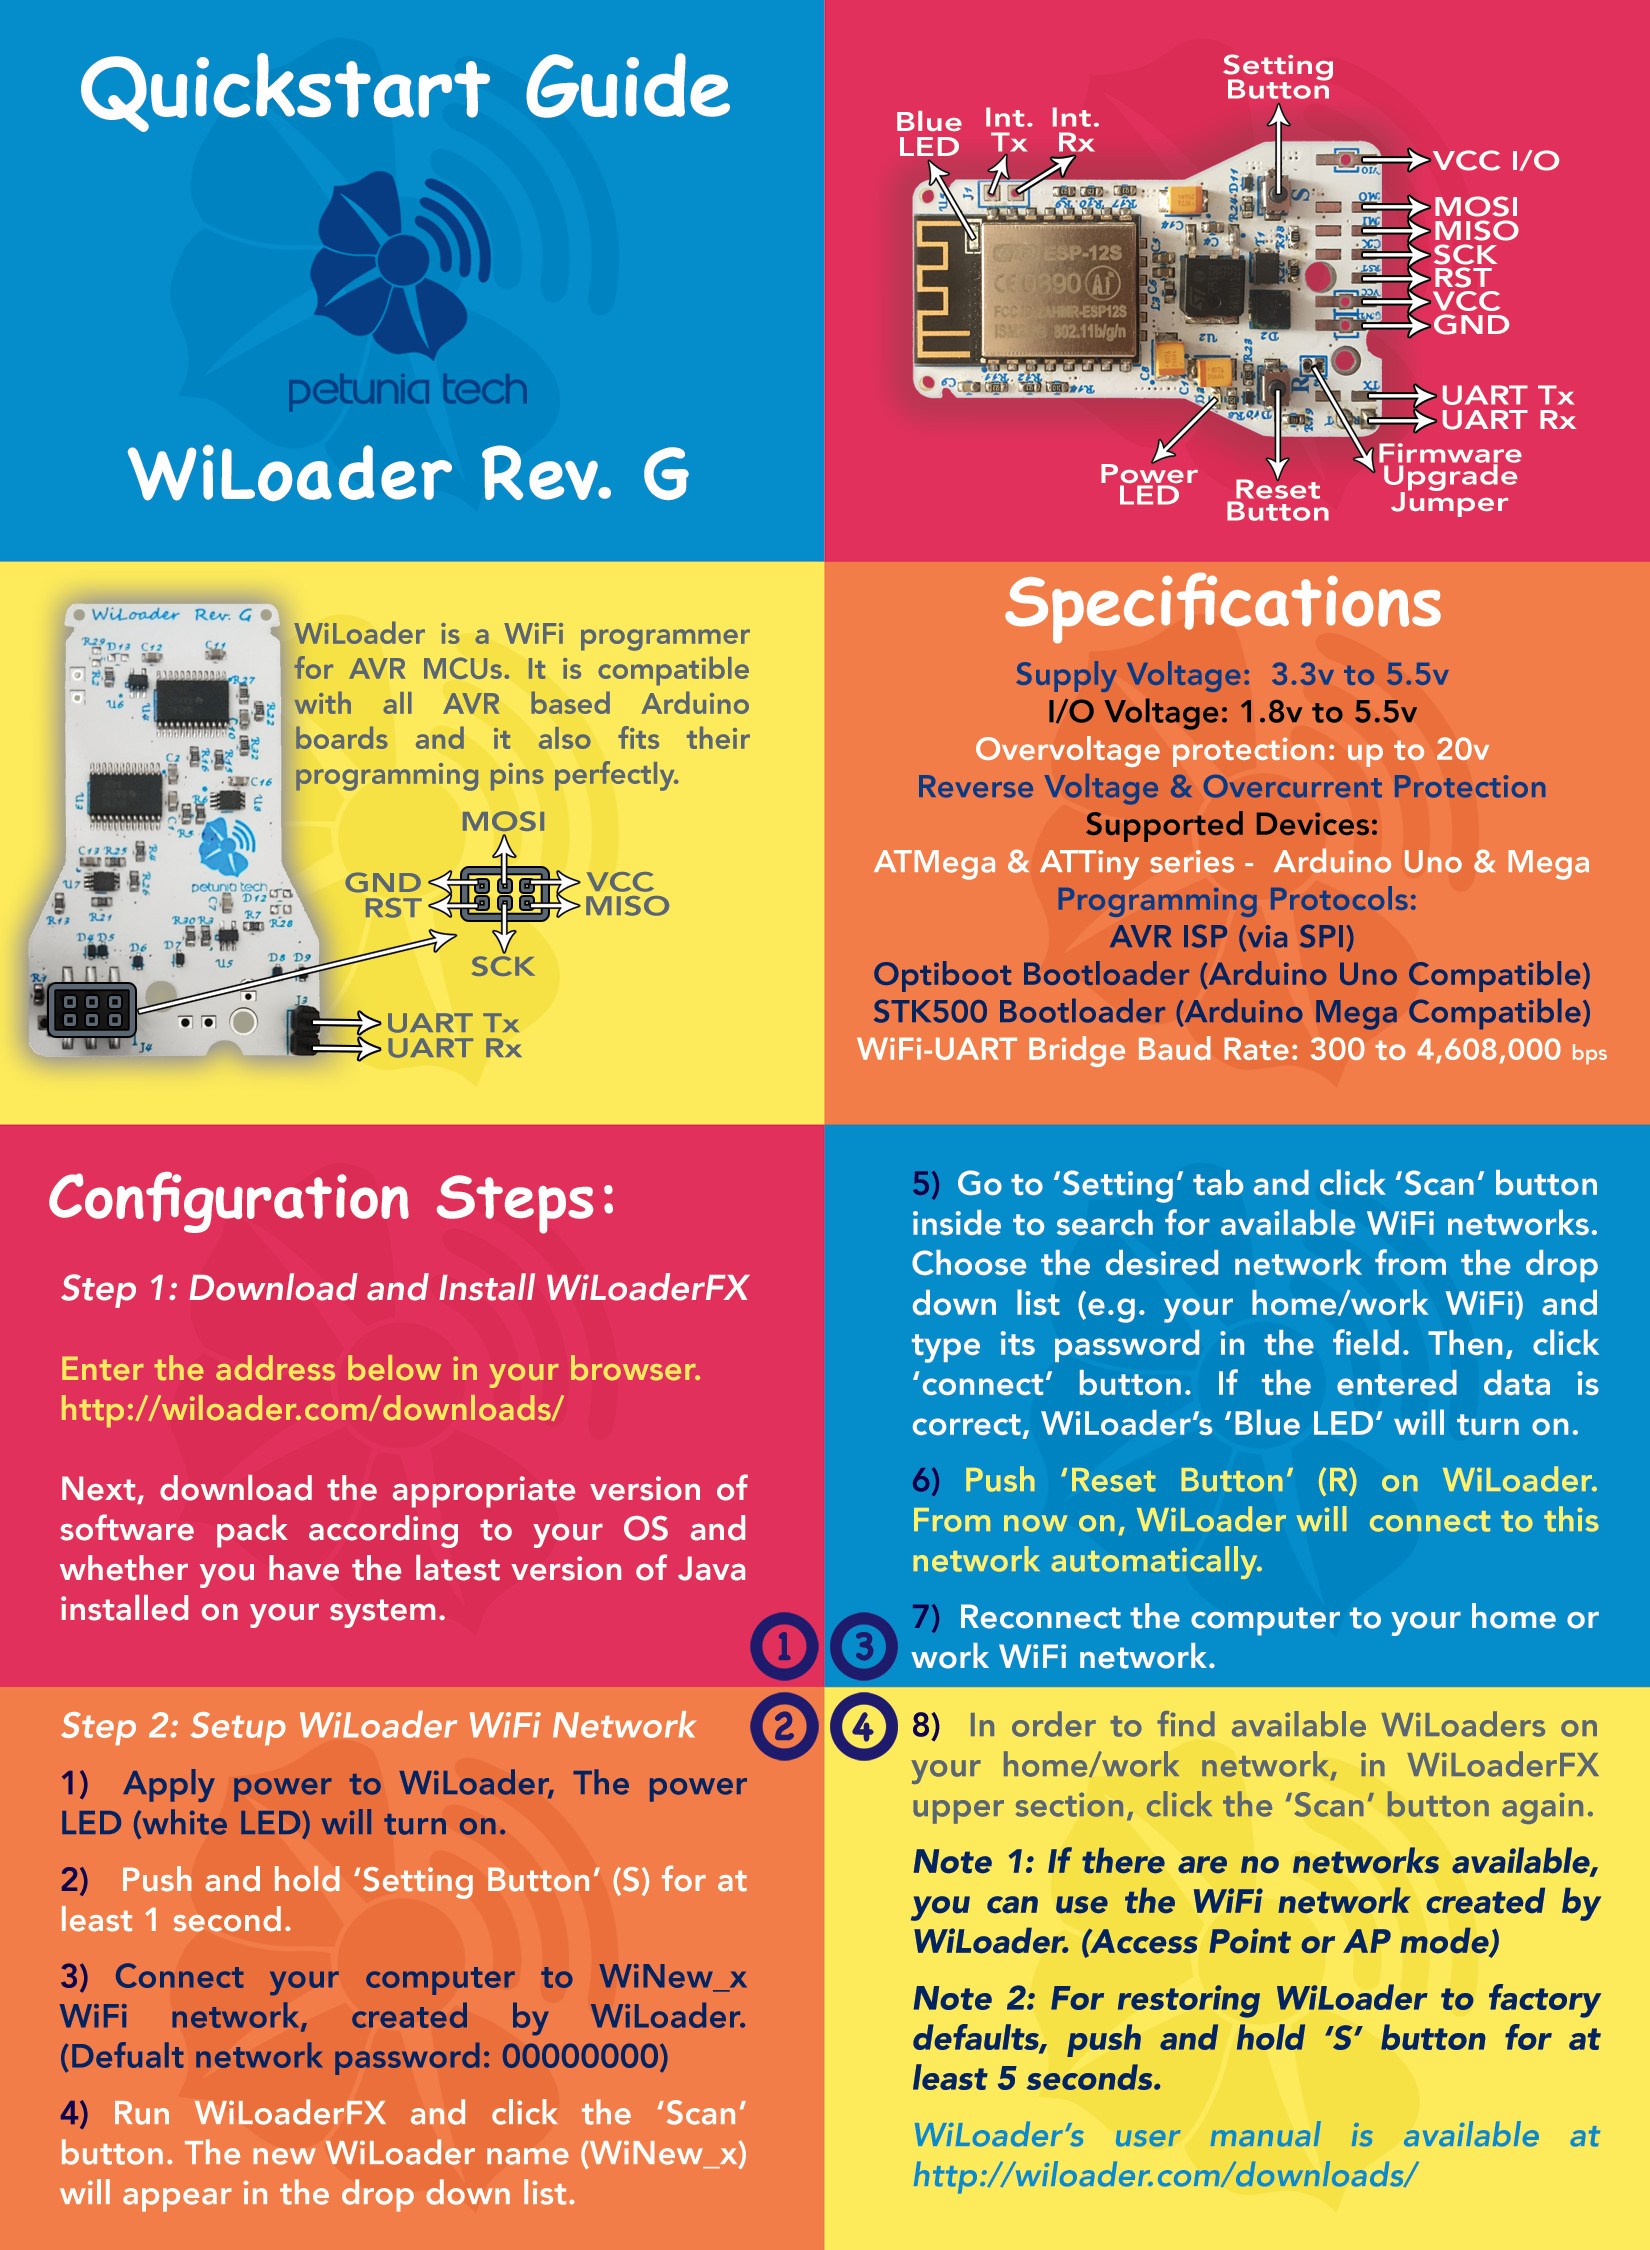 Quickstart Guide
petunia tech
WiLoader Rev. G
Setting
Button
Blue
LED
Int.
Tx
Int.
Rx
VCC I/O
MOSI
MISO
SCK
RST
VCC
GND
UART Tx
UART Rx
Firmware
Upgrade
Jumper
Power
LED
Reset
Button
ESP-12S
802.11b/g/n
WiLoader Rev. G
petunia tech
WiLoader is a WiFi programmer
for AVR MCUs. It is compatible
with all AVR based Arduino
boards and it also fits their
programming pins perfectly.
MOSI
GND
RST
VCC
MISO
SCK
UART Tx
UART Rx
Specifications
Supply Voltage: 3.3v to 5.5v
I/O Voltage: 1.8v to 5.5v
Overvoltage protection: up to 20v
Reverse Voltage & Overcurrent Protection
Supported Devices:
ATMega & ATTiny series - Arduino Uno & Mega
Programming Protocols:
AVR ISP (via SPI)
Optiboot Bootloader (Arduino Uno Compatible)
STK500 Bootloader (Arduino Mega Compatible)
WiFi-UART Bridge Baud Rate: 300 to 4,608,000 bps
Configuration Steps:
Step 1: Download and Install WiLoaderFX
Enter the address below in your browser.
http://wiloader.com/downloads/
Next, download the appropriate version of
software pack according to your OS and
whether you have the latest version of Java
installed on your system.
1
Step 2: Setup WiLoader WiFi Network
2
1) Apply power to WiLoader, The power
LED (white LED) will turn on.
2) Push and hold ‘Setting Button’ (S) for at
least 1 second.
3) Connect your computer to WiNew_x
WiFi network, created by WiLoader.
(Defualt network password: 00000000)
4) Run WiLoaderFX and click the ‘Scan’
button. The new WiLoader name (WiNew_x)
will appear in the drop down list.
5) Go to ‘Setting’ tab and click ‘Scan’ button
inside to search for available WiFi networks.
Choose the desired network from the drop
down list (e.g. your home/work WiFi) and
type its password in the field. Then, click
‘connect’ button. If the entered data is
correct, WiLoader’s ‘Blue LED’ will turn on.
6) Push ‘Reset Button’ (R) on WiLoader.
From now on, WiLoader will connect to this
network automatically.
7) Reconnect the computer to your home or
work WiFi network.
3
4
8) In order to find available WiLoaders on
your home/work network, in WiLoaderFX
upper section, click the ‘Scan’ button again.
Note 1: If there are no networks available,
you can use the WiFi network created by
WiLoader. (Access Point or AP mode)
Note 2: For restoring WiLoader to factory
defaults, push and hold ‘S’ button for at
least 5 seconds.
WiLoader’s user manual is available at
http://wiloader.com/downloads/